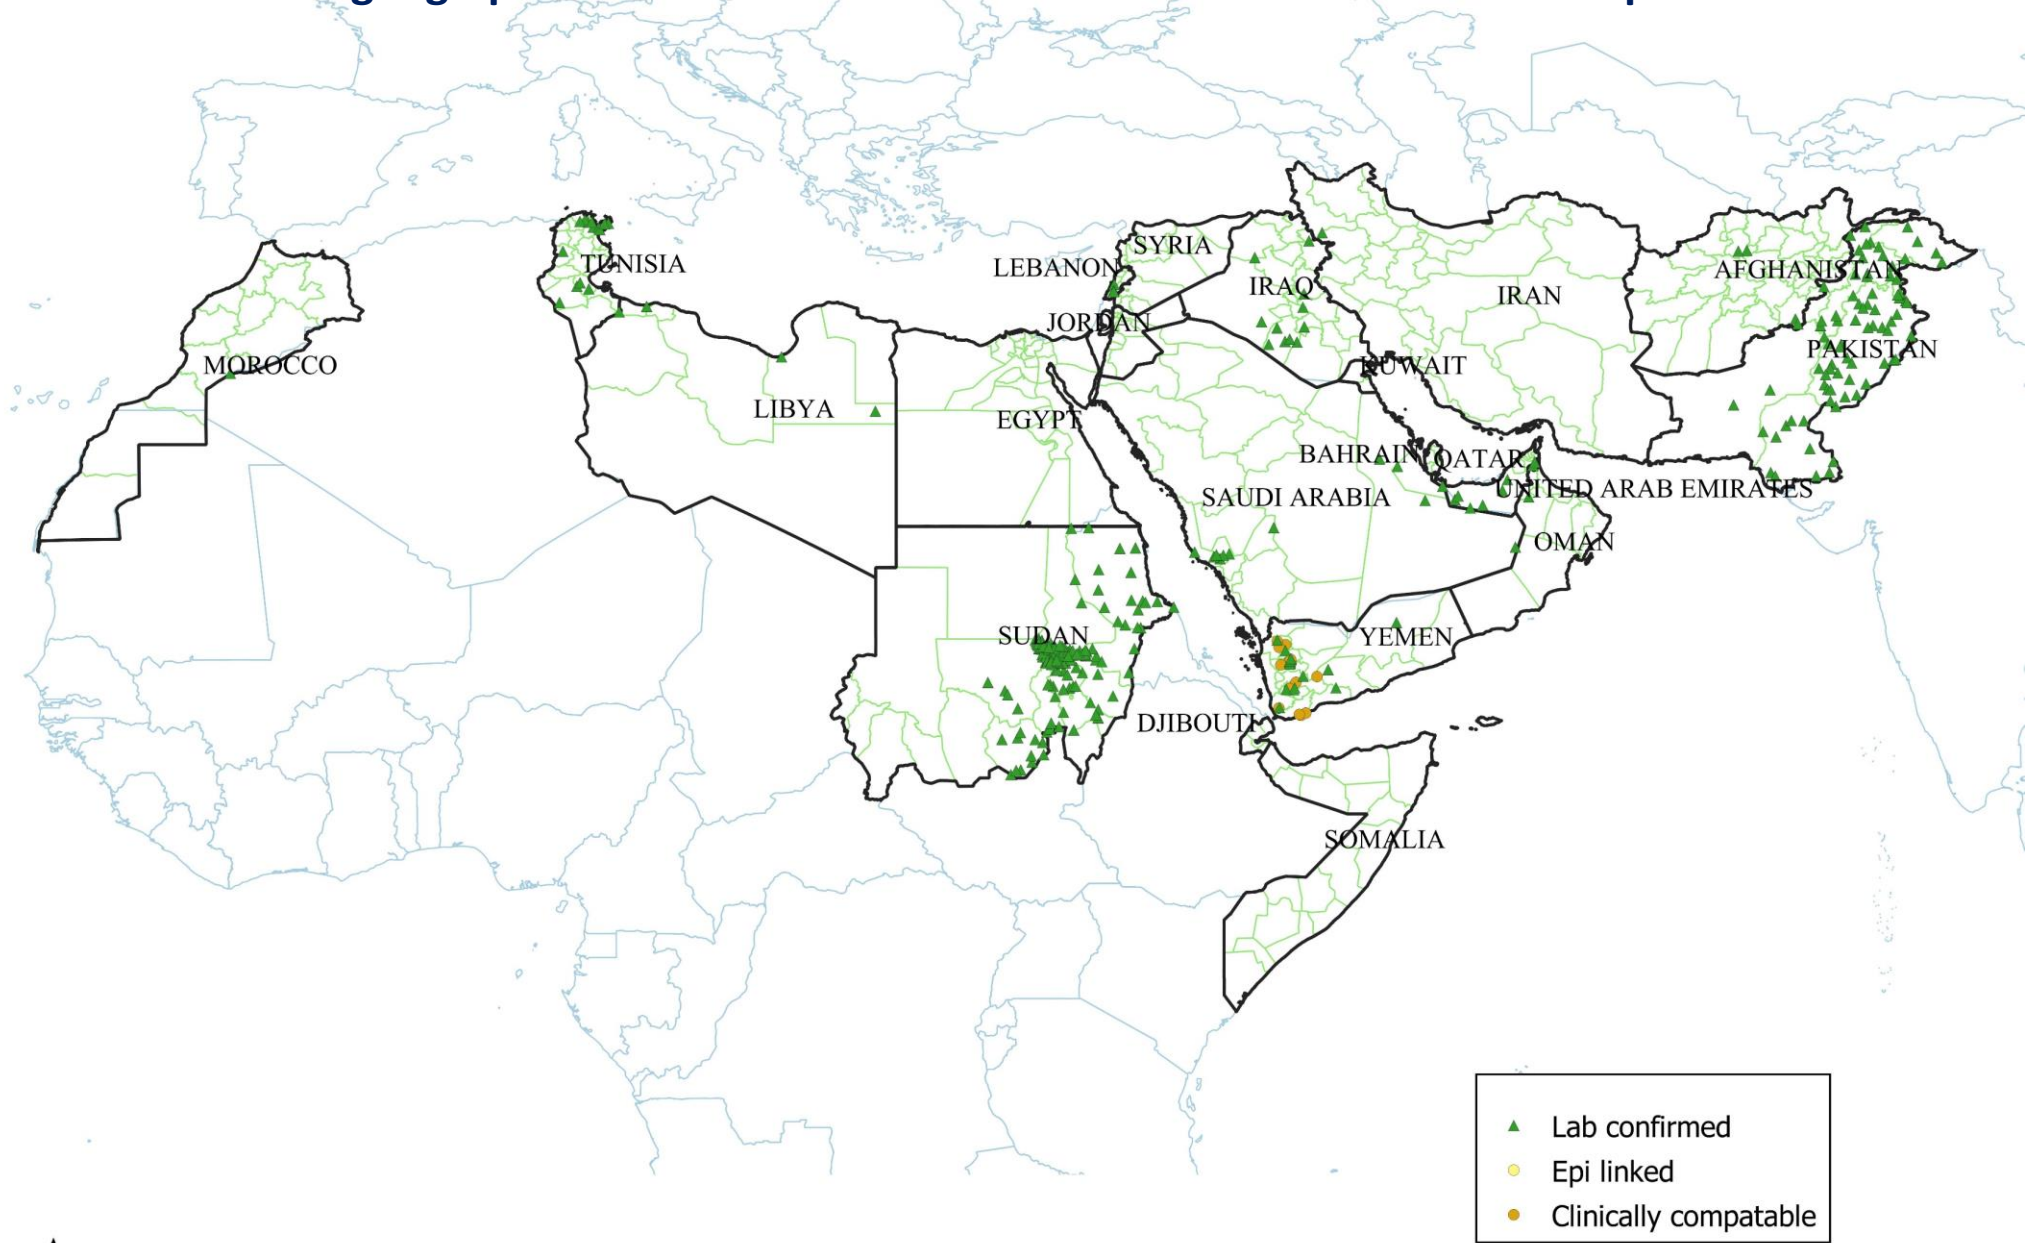 SYRIA
LEBANON
TUNISIA
AFGHANISTAN
IRAQ
IRAN
JORDAN
PAKISTAN
MOROCCO
KUWAIT
LIBYA
EGYPT
BAHRAIN
QATAR
SAUDI ARABIA
UNITED ARAB EMIRATES
OMAN
SUDAN
YEMEN
DJIBOUTI
SOMALIA
Lab confirmed
Epi linked
Clinically compatable